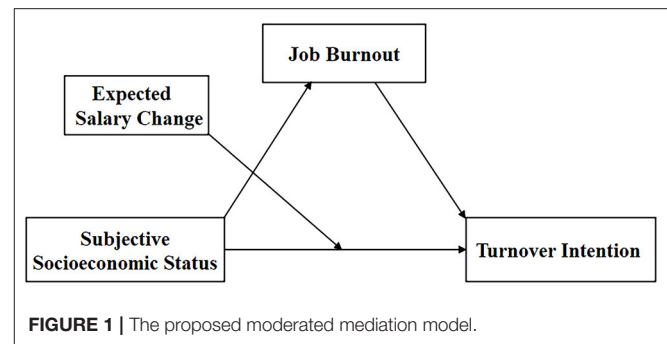 Job Burnout
Expected
Salary Change
Subjective
Socioeconomic Status
Turnover Intention
FIGURE 1 | The proposed moderated mediation model.